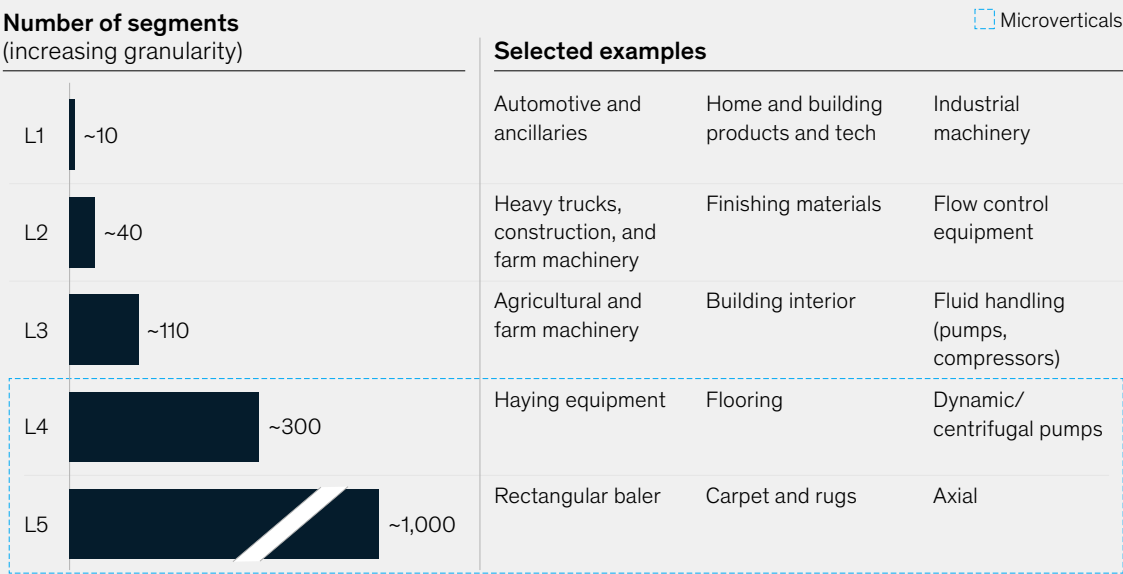 Number of segments
(increasing granularity)
Microverticals
Selected examples
L1
~10
Automotive and
ancillaries
Home and building
products and tech
Industrial
machinery
L2
~40
Heavy trucks,
construction, and
farm machinery
Finishing materials
Flow control
equipment
L3
~110
Agricultural and
farm machinery
Building interior
Fluid handling
(pumps,
compressors)
L4
~300
Haying equipment
Flooring
Dynamic/
centrifugal pumps
L5
~1,000
Rectangular baler
Carpet and rugs
Axial